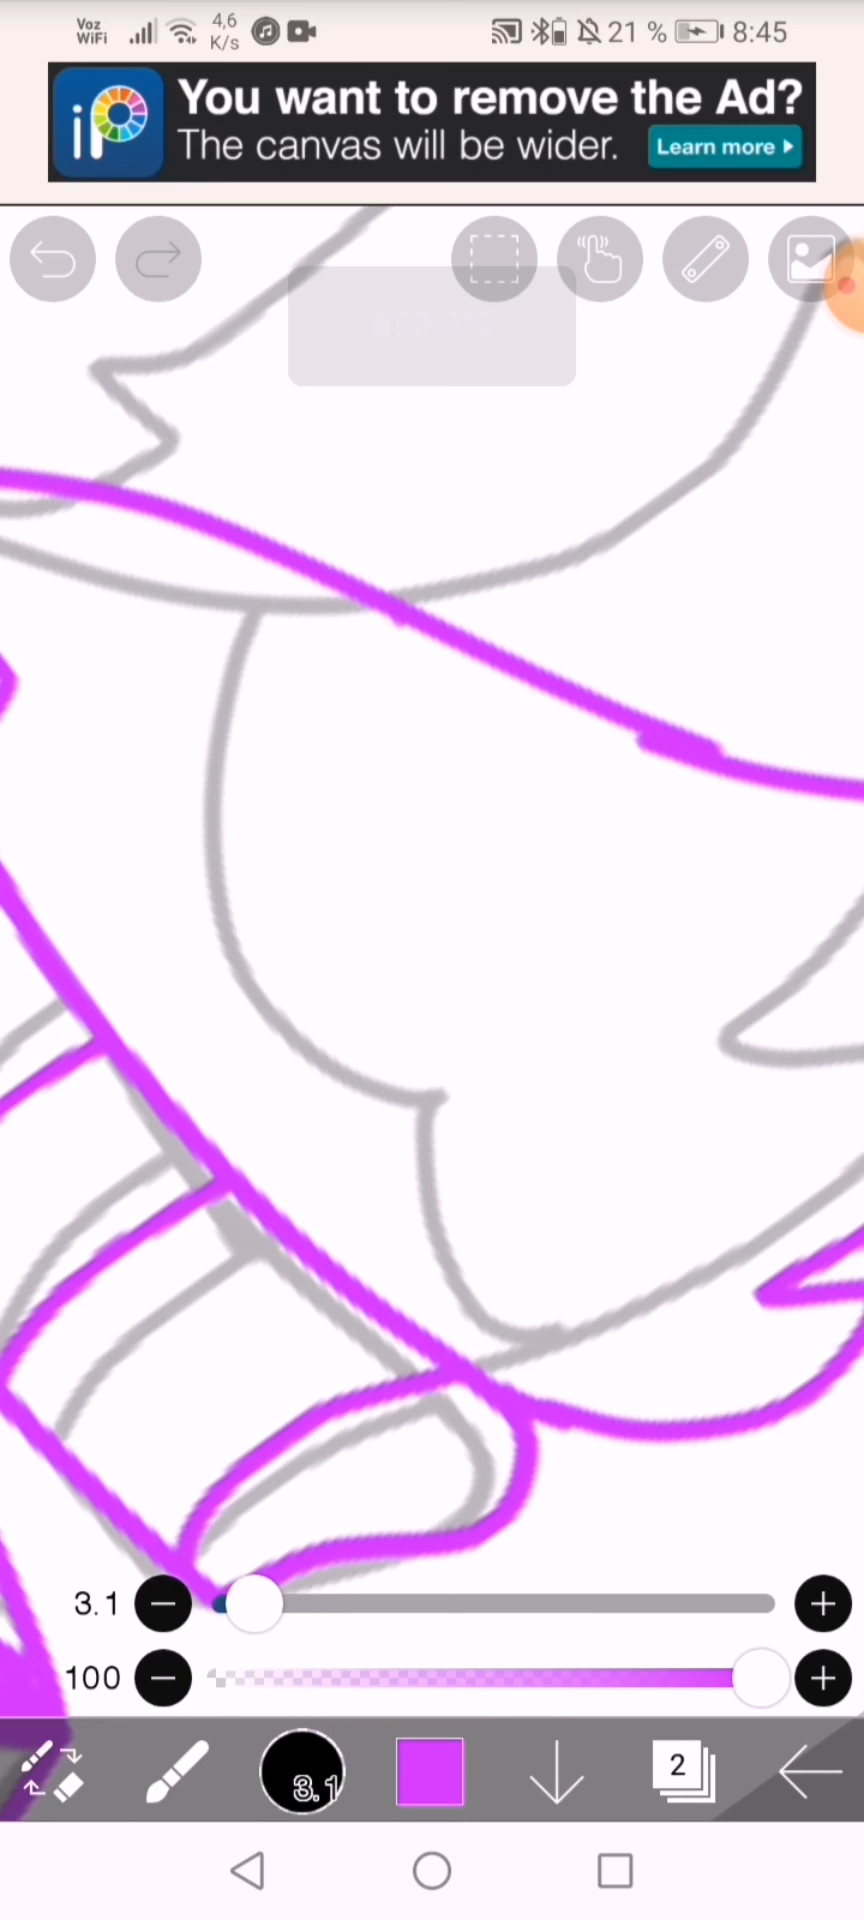 Voz
WiFi
4,6
K/s
21 %
8:45
iP
You want to remove the Ad?
The canvas will be wider.
Learn more
3.1
100
3.1
2